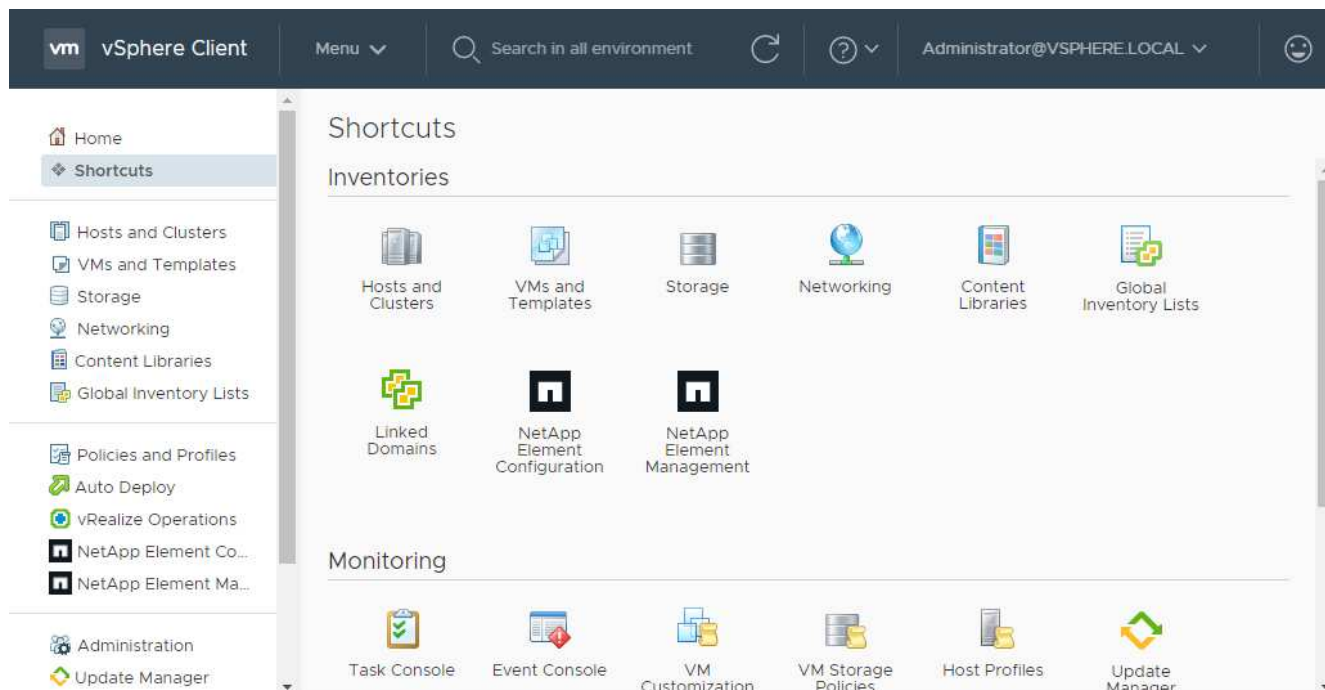 vm vSphere Client Menu Search in all environment Administrator@VSPHERE.LOCAL
Home
Shortcuts
Hosts and Clusters
VMs and Templates
Storage
Networking
Content Libraries
Global Inventory Lists
Policies and Profiles
Auto Deploy
vRealize Operations
NetApp Element Co...
NetApp Element Ma...
Administration
Update Manager
Shortcuts
Inventories
Hosts and
Clusters
VMs and
Templates
Storage
Networking
Content
Libraries
Global
Inventory Lists
Linked
Domains
NetApp
Element
Configuration
NetApp
Element
Management
Monitoring
Task Console
Event Console
VM
Customization
VM Storage
Policies
Host Profiles
Update
Manager